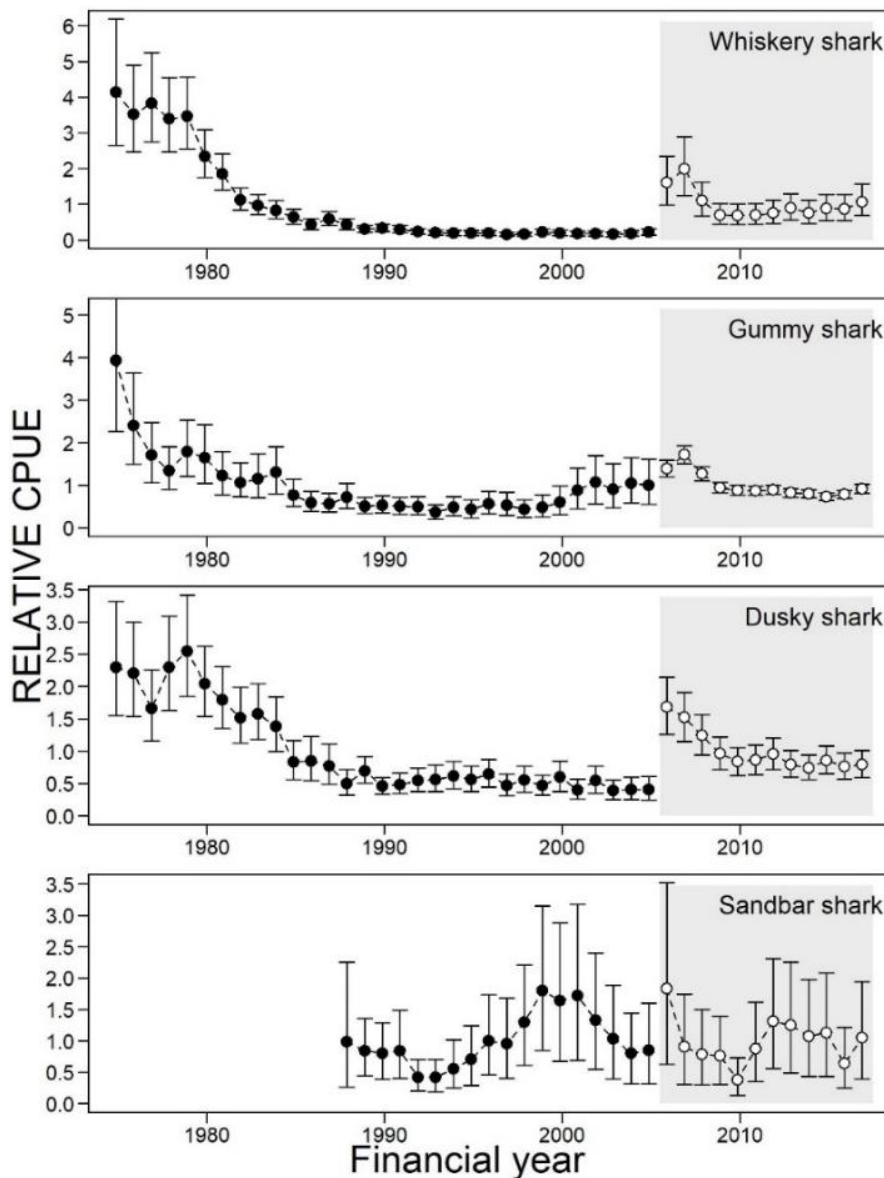 RELATIVE CPUE
Whiskery shark
6
5
4
3
2
1
0
1980 1990 2000 2010
Gummy shark
5
4
3
2
1
0
1980 1990 2000 2010
Dusky shark
3.5
3.0
2.5
2.0
1.5
1.0
0.5
0.0
1980 1990 2000 2010
Sandbar shark
3.5
3.0
2.5
2.0
1.5
1.0
0.5
0.0
1980 1990 2000 2010
Financial year